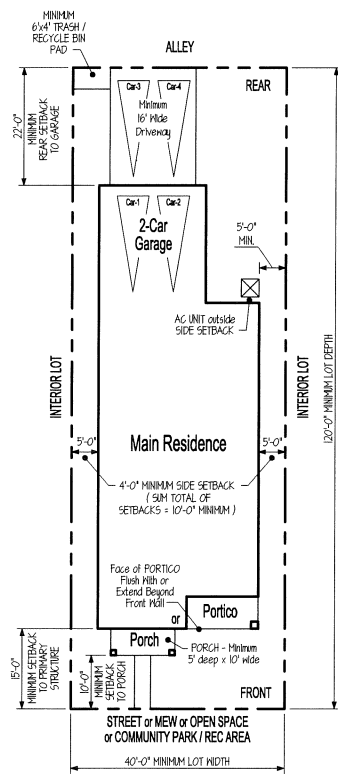 MINIMUM
6'x4' TRASH /
RECYCLE BIN
PAD
ALLEY
REAR
Car-3
Car-4
Minimum
16' Wide
Driveway
22'-0"
MINIMUM
REAR SETBACK
TO GARAGE
Car-1
Car-2
2-Car
Garage
5'-0"
MIN.
AC UNIT outside
SIDE SETBACK
INTERIOR LOT
INTERIOR LOT
120'-0" MINIMUM LOT DEPTH
5'-0"
Main Residence
5'-0"
4'-0" MINIMUM SIDE SETBACK
( SUM TOTAL OF
SETBACKS = 10'-0" MINIMUM )
Face of PORTICO
Flush With or
Extend Beyond
Front Wall
Portico
or
Porch
PORCH - Minimum
5' deep x 10' wide
15'-0"
MINIMUM SETBACK
TO PRIMARY
STRUCTURE
10'-0"
MINIMUM
SETBACK
TO PORCH
FRONT
STREET or MEW or OPEN SPACE
or COMMUNITY PARK / REC AREA
40'-0" MINIMUM LOT WIDTH